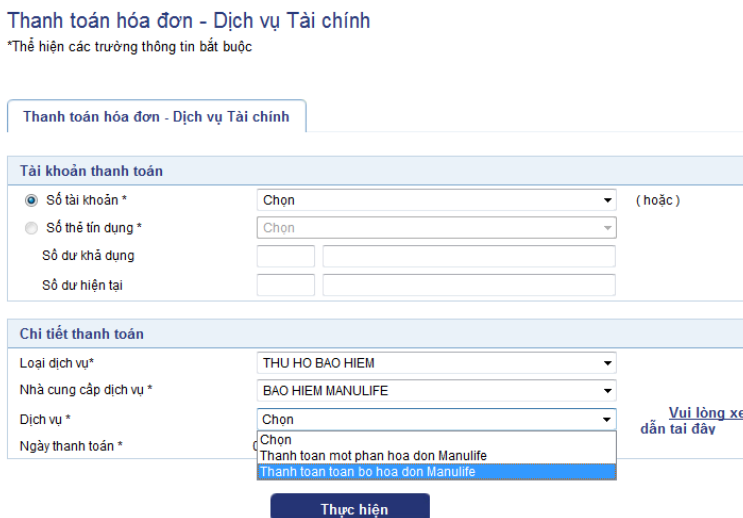 Thanh toán hóa đơn - Dịch vụ Tài chính
*Thể hiện các trường thông tin bắt buộc
Thanh toán hóa đơn - Dịch vụ Tài chính
Tài khoản thanh toán
Số tài khoản * Chọn ( hoặc )
Số thẻ tín dụng * Chọn
Số dư khả dụng
Số dư hiện tại
Chi tiết thanh toán
Loại dịch vụ* THU HO BAO HIEM
Nhà cung cấp dịch vụ * BAO HIEM MANULIFE
Dịch vụ * Chọn Vui lòng
dẫn tại đây
Chọn
Ngày thanh toán * Thanh toan mot phan hoa don Manulife
Thanh toan toan bo hoa don Manulife
Thực hiện